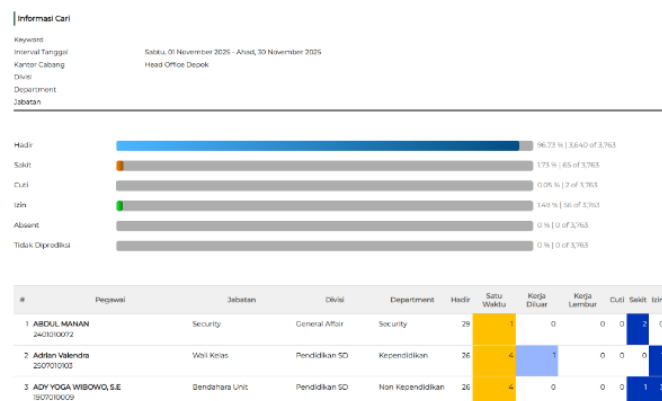 Informasi Cari
Keyword
Interval Tanggal Sabtu, 01 November 2025 - Ahad, 30 November 2025
Kantor Cabang Head Office Depok
Divisi
Department
Jabatan
Hadir 96.73 % | 3,640 of 3,763
Sakit 1.73 % | 65 of 3,763
Cuti 0.05 % | 2 of 3,763
Izin 1.49 % | 56 of 3,763
Absent 0 % | 0 of 3,763
Tidak Diprediksi 0 % | 0 of 3,763
# Pegawai Jabatan Divisi Department Hadir Satu Waktu Kerja Diluar Kerja Lembur Cuti Sakit Izin
1 ABDUL MANAN Security General Affair Security 29 1 0 0 0 2 0
2401010072
2 Adrian Valendra Wali Kelas Pendidikan SD Kependidikan 26 4 1 0 0 0
2507010103
3 ADY YOGA WIBOWO, S.E Bendahara Unit Pendidikan SD Non Kependidikan 26 4 0 0 0 1 3
1907010009